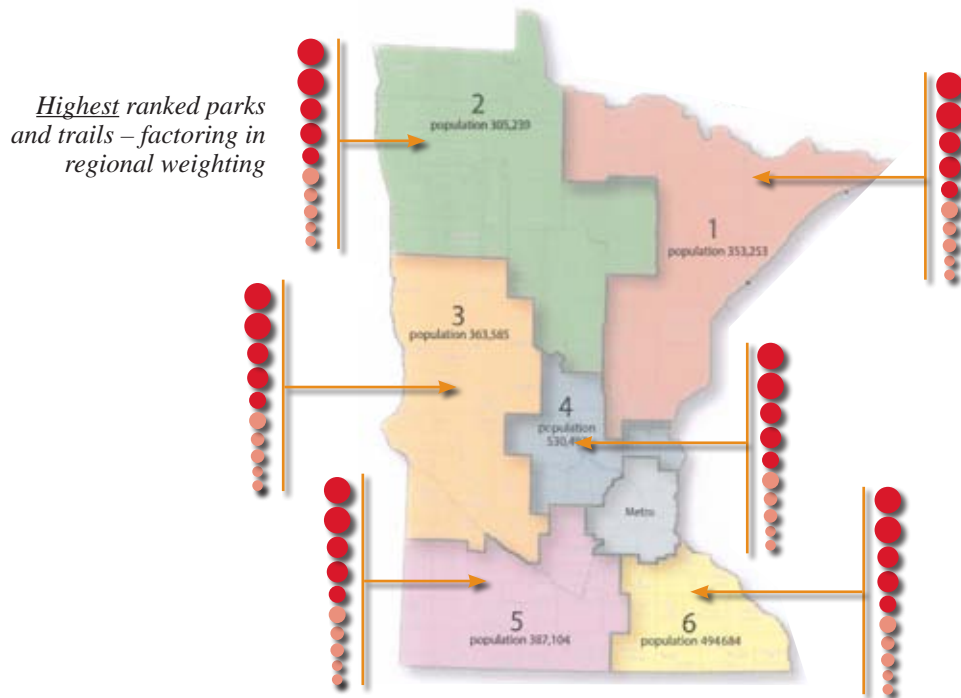 Highest ranked parks
and trails – factoring in
regional weighting
2
population 305,239
1
population 353,253
3
population 363,585
4
population
Metro
5
population 387,104
6
population 494684